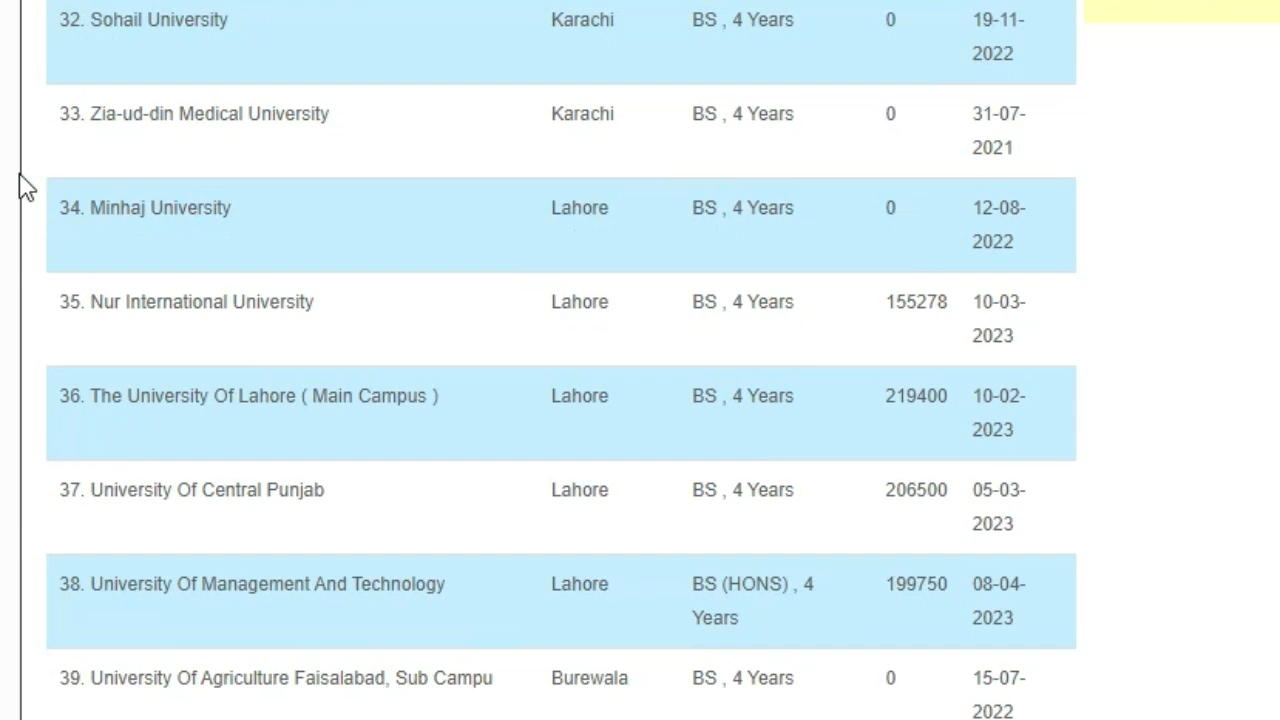 32. Sohail University Karachi BS , 4 Years 0 19-11-
2022
33. Zia-ud-din Medical University Karachi BS , 4 Years 0 31-07-
2021
34. Minhaj University Lahore BS , 4 Years 0 12-08-
2022
35. Nur International University Lahore BS , 4 Years 155278 10-03-
2023
36. The University Of Lahore ( Main Campus ) Lahore BS , 4 Years 219400 10-02-
2023
37. University Of Central Punjab Lahore BS , 4 Years 206500 05-03-
2023
38. University Of Management And Technology Lahore BS (HONS) , 4 199750 08-04-
Years 2023
39. University Of Agriculture Faisalabad, Sub Campu Burewala BS , 4 Years 0 15-07-
2022